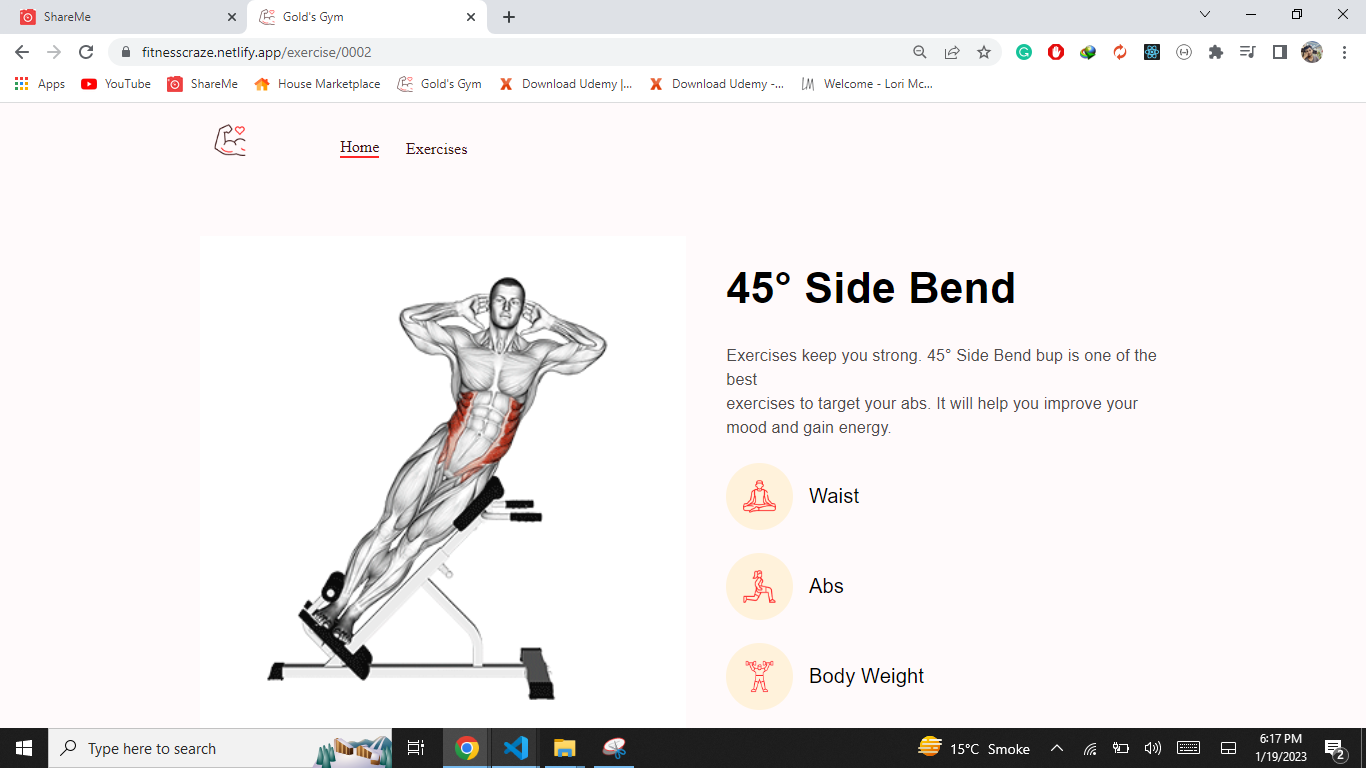 ShareMe
Gold's Gym
fitnesscraze.netlify.app/exercise/0002
Apps
YouTube
ShareMe
House Marketplace
Gold's Gym
Download Udemy |...
Download Udemy -...
Welcome - Lori Mc...
Home
Exercises
45° Side Bend
Exercises keep you strong. 45° Side Bend bup is one of the
best
exercises to target your abs. It will help you improve your
mood and gain energy.
Waist
Abs
Body Weight
Type here to search
15°C Smoke
6:17 PM
1/19/2023
2